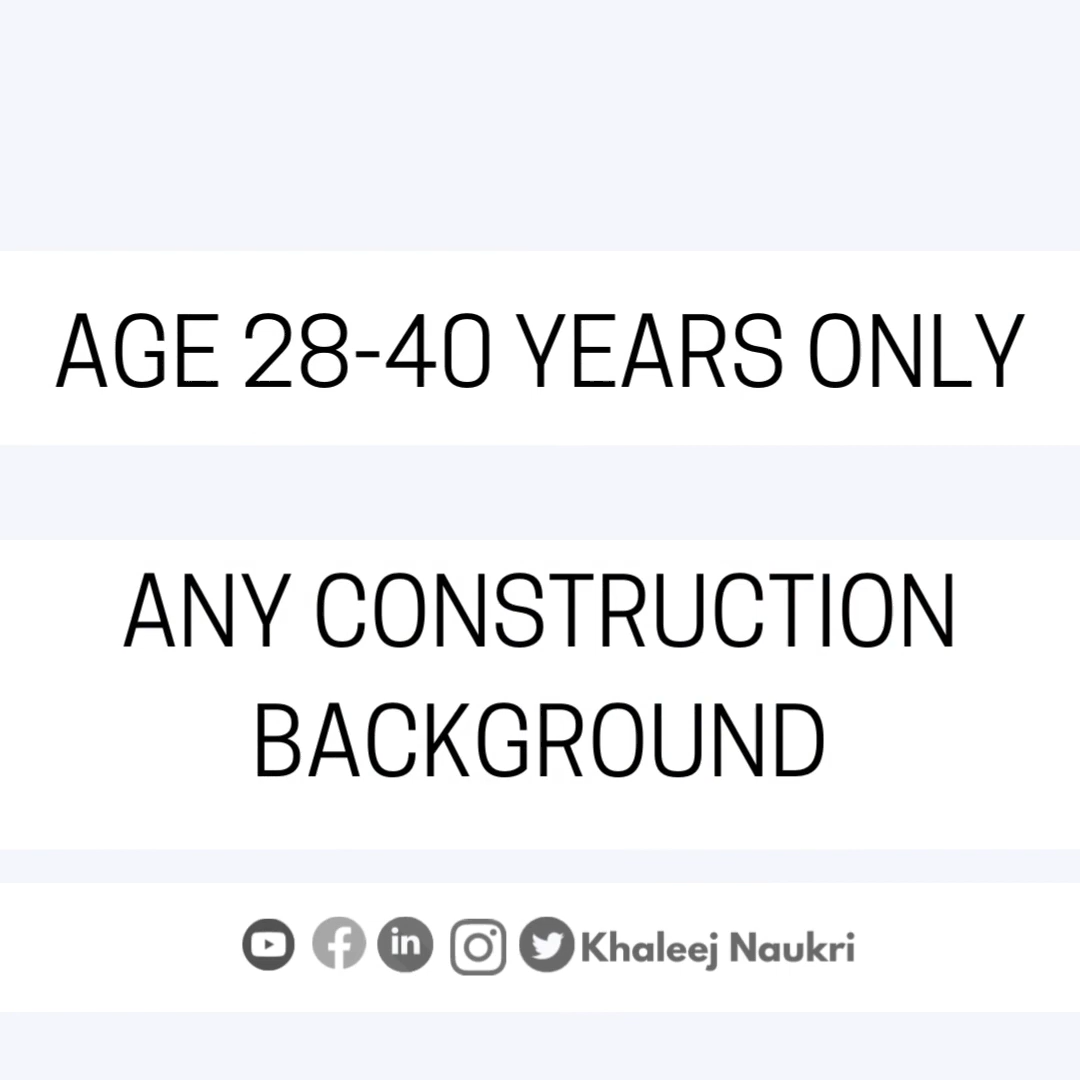 AGE 28-40 YEARS ONLY
ANY CONSTRUCTION
BACKGROUND
Khaleej Naukri